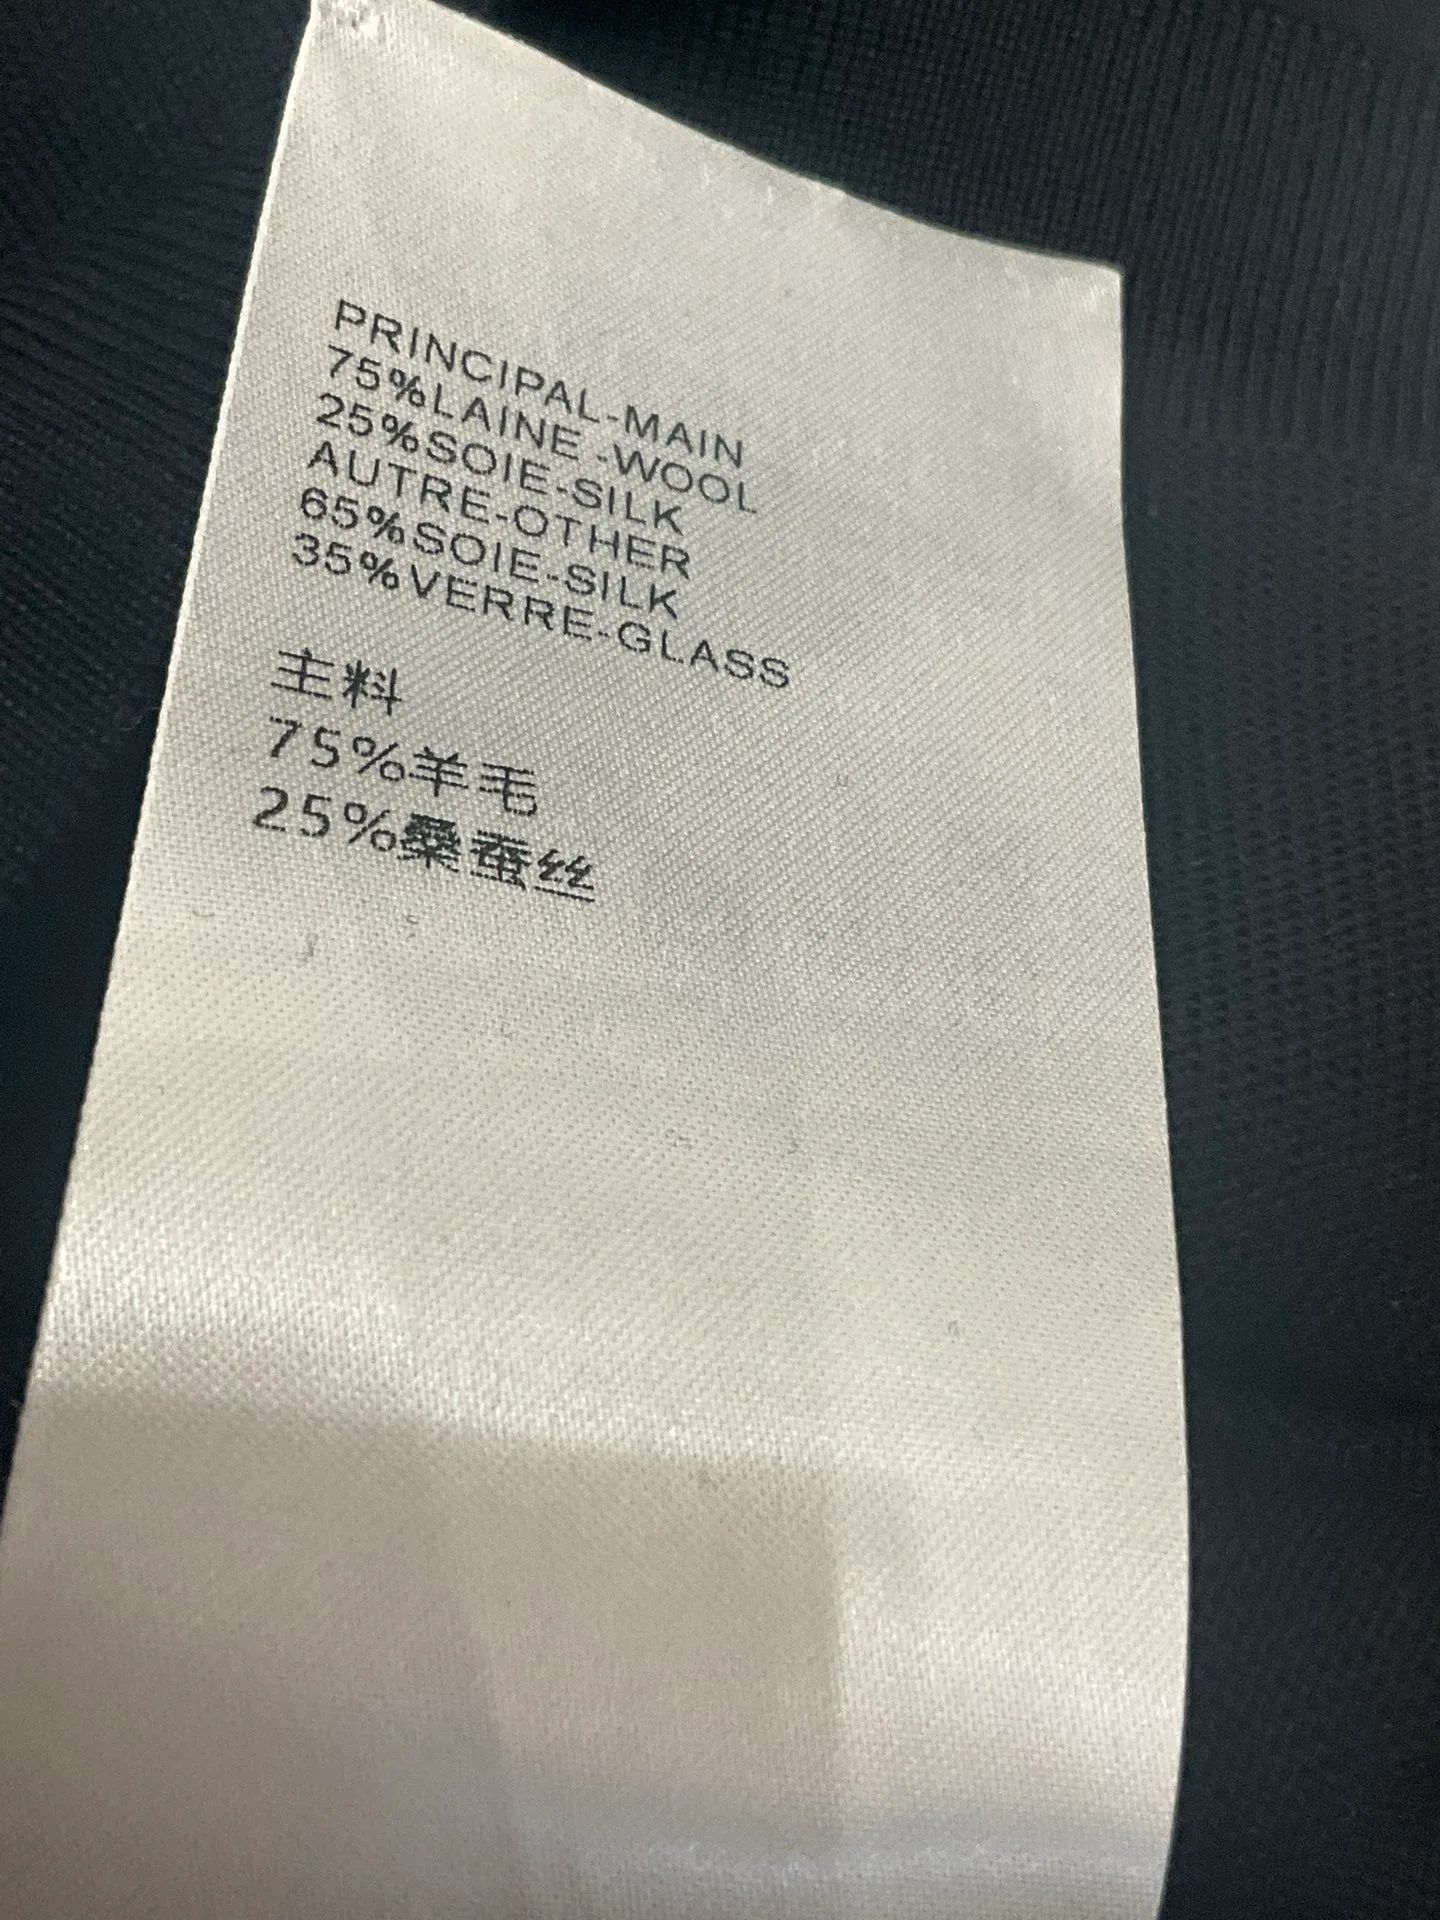 PRINCIPAL-MAIN
75%LAINE -WOOL
25%SOIE-SILK
AUTRE-OTHER
65%SOIE-SILK
35%VERRE-GLASS
主料
75%羊毛
25%桑蚕丝